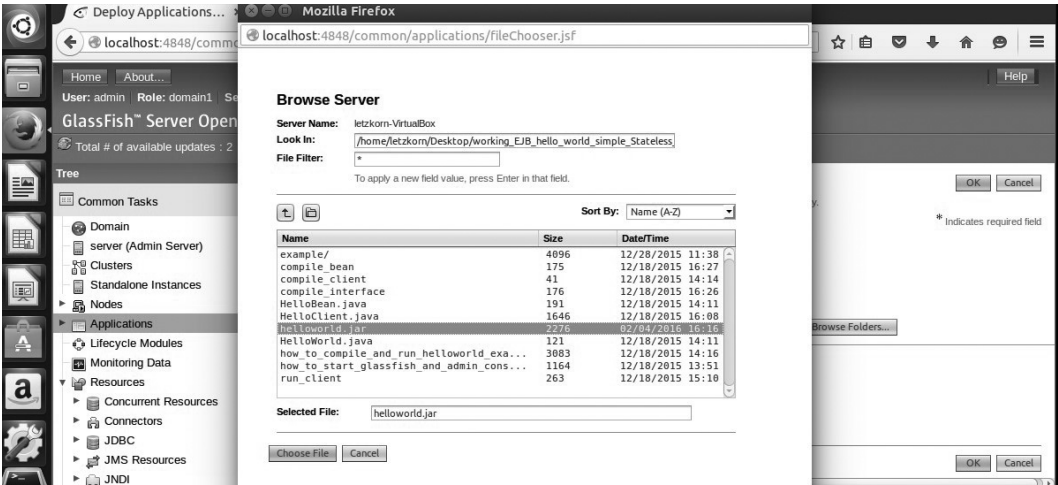 Deploy Applications...
Mozilla Firefox
localhost:4848/commo
localhost:4848/common/applications/fileChooser.jsf
Home About...
Help
User: admin Role: domain1 Se
GlassFish™ Server Open
Total # of available updates : 2
Tree
Common Tasks
Domain
server (Admin Server)
Clusters
Standalone Instances
Nodes
Applications
Lifecycle Modules
Monitoring Data
Resources
Concurrent Resources
Connectors
JDBC
JMS Resources
JNDI
Browse Server
Server Name: letzkorn-VirtualBox
Look In: /home/letzkorn/Desktop/working_EJB_hello_world_simple_Stateless
File Filter: *
To apply a new field value, press Enter in that field.
Sort By: Name (A-Z)
Name Size Date/Time
example/ 4096 12/28/2015 11:38
compile_bean 175 12/18/2015 16:27
compile_client 41 12/18/2015 14:14
compile_interface 176 12/18/2015 16:26
HelloBean.java 191 12/18/2015 14:11
HelloClient.java 1646 12/18/2015 16:08
helloworld.jar 2276 02/04/2016 16:16
HelloWorld.java 121 12/18/2015 14:11
how_to_compile_and_run_helloworld_exa... 3083 12/18/2015 14:16
how_to_start_glassfish_and_admin_cons... 1164 12/18/2015 13:51
run_client 263 12/18/2015 15:10
Selected File: helloworld.jar
Choose File Cancel
OK Cancel
y.
* Indicates required field
Browse Folders...
OK Cancel